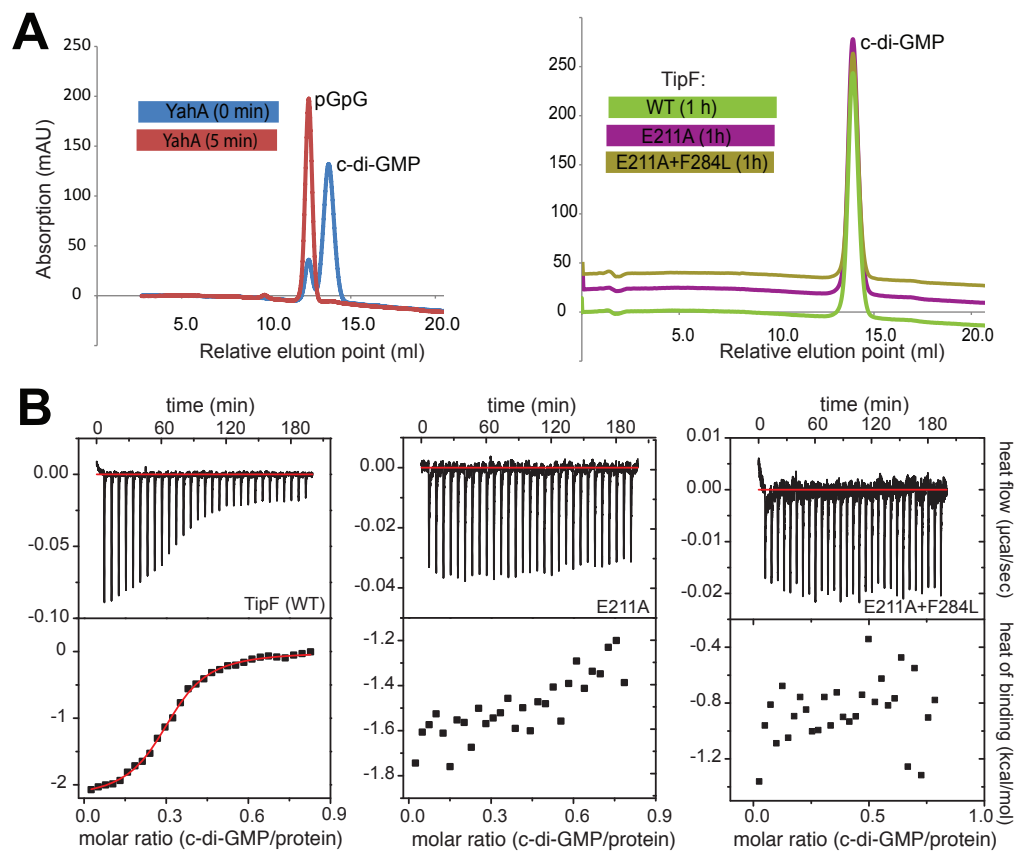 A
250
200
150
100
50
0
Absorption (mAU)
YahA (0 min)
YahA (5 min)
pGpG
c-di-GMP
5.0 10.0 15.0 20.0
Relative elution point (ml)
250
200
150
100
50
0
TipF:
WT (1 h)
E211A (1h)
E211A+F284L (1h)
c-di-GMP
5.0 10.0 15.0 20.0
Relative elution point (ml)
B
time (min)
0 60 120 180
0.00
-0.05
-0.10
TipF (WT)
0
-1
-2
0.0 0.3 0.6 0.9
molar ratio (c-di-GMP/protein)
time (min)
0 60 120 180
0.00
-0.02
-0.04
E211A
-1.2
-1.4
-1.6
-1.8
0.0 0.3 0.6 0.9
molar ratio (c-di-GMP/protein)
time (min)
0 60 120 180
0.01
0.00
-0.01
-0.02
E211A+F284L
heat flow (µcal/sec)
-0.4
-0.8
-1.2
0.0 0.5 1.0
molar ratio (c-di-GMP/protein)
heat of binding (kcal/mol)